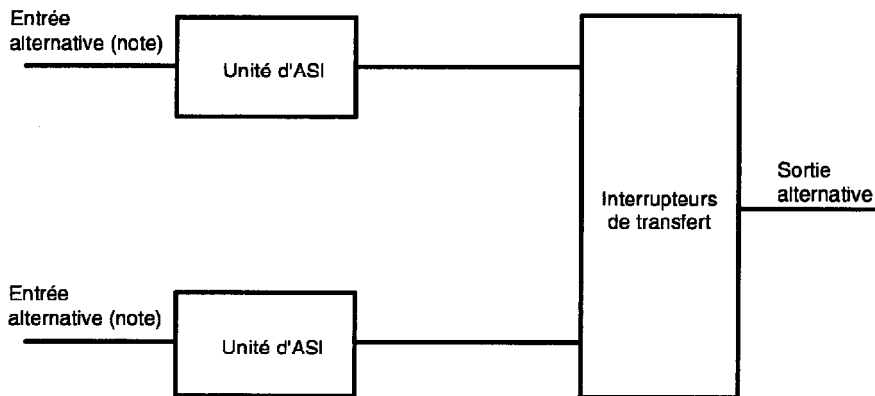 Entrée
alternative (note)
Unité d'ASI
Interrupteurs
de transfert
Sortie
alternative
Entrée
alternative (note)
Unité d'ASI